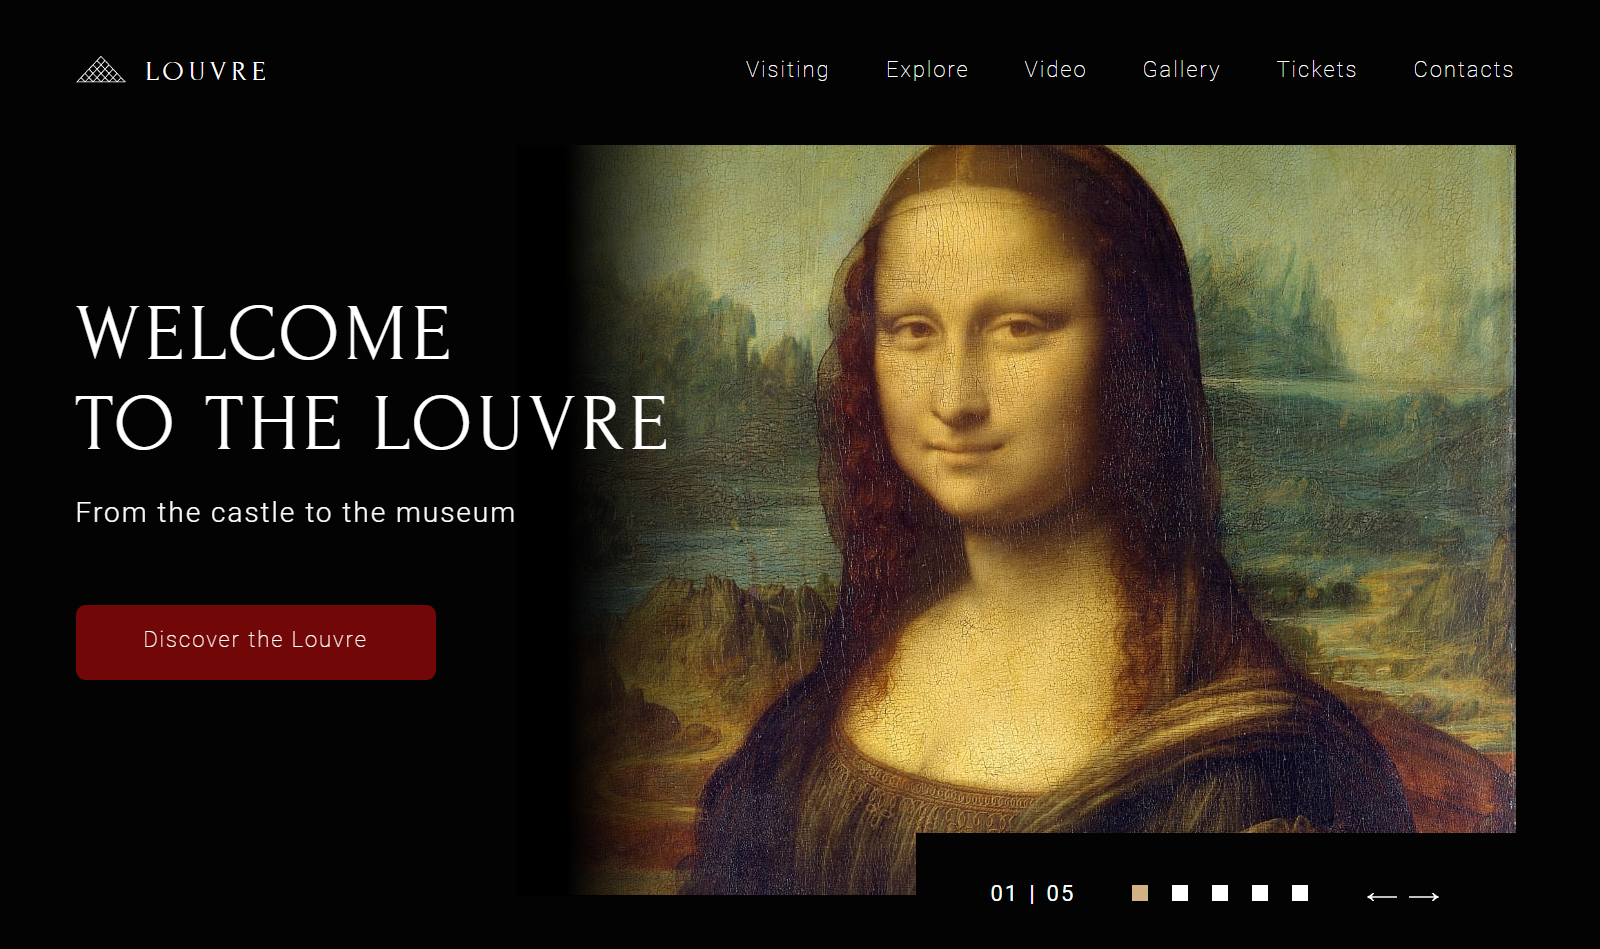 LOUVRE
Visiting Explore Video Gallery Tickets Contacts
WELCOME
TO THE LOUVRE
From the castle to the museum
Discover the Louvre
01 | 05